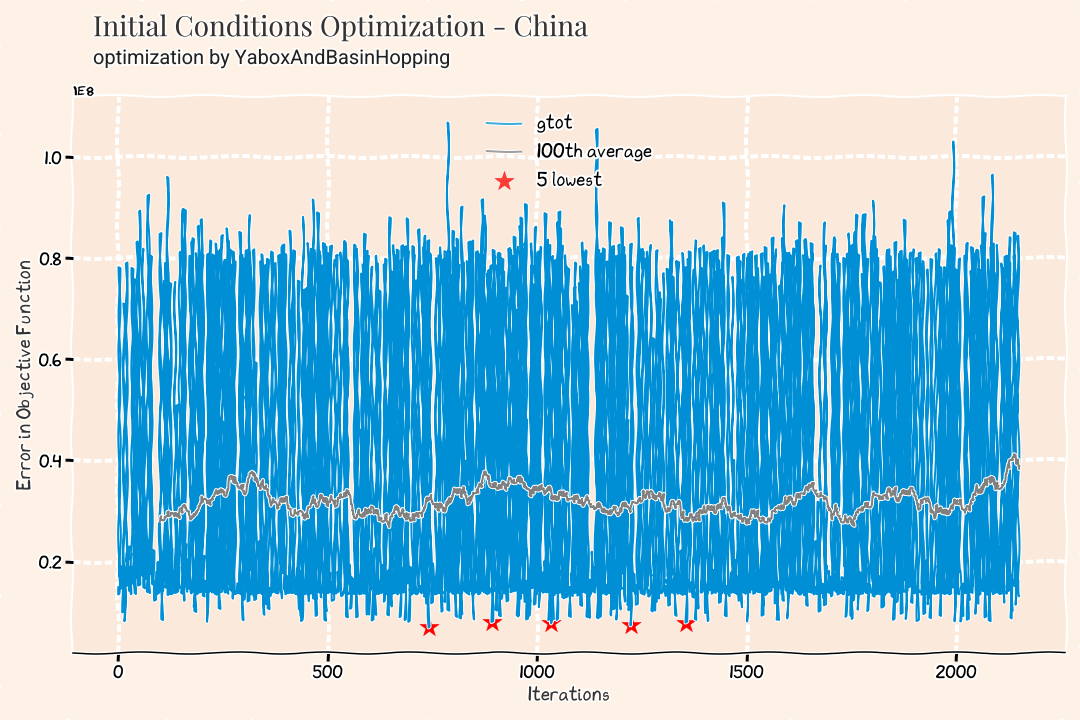 Initial Conditions Optimization - China
optimization by YaboxAndBasinHopping
1E8
gtot
100th average
5 lowest
1.0
0.8
0.6
0.4
0.2
Error in Objective Function
0 500 1000 1500 2000
Iterations